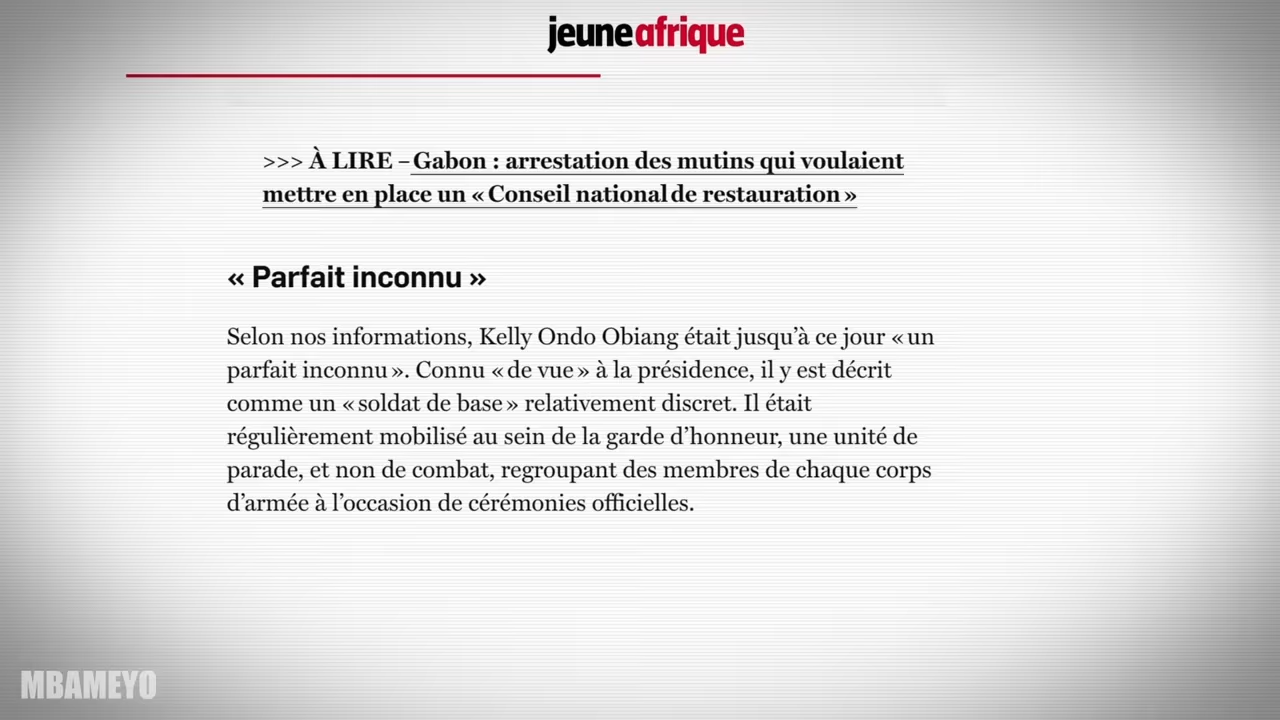 jeune afrique
>>> À LIRE – Gabon : arrestation des mutins qui voulaient
mettre en place un « Conseil national de restauration »
« Parfait inconnu »
Selon nos informations, Kelly Ondo Obiang était jusqu’à ce jour « un
parfait inconnu ». Connu « de vue » à la présidence, il y est décrit
comme un « soldat de base » relativement discret. Il était
régulièrement mobilisé au sein de la garde d’honneur, une unité de
parade, et non de combat, regroupant des membres de chaque corps
d’armée à l’occasion de cérémonies officielles.
MBAMEYO